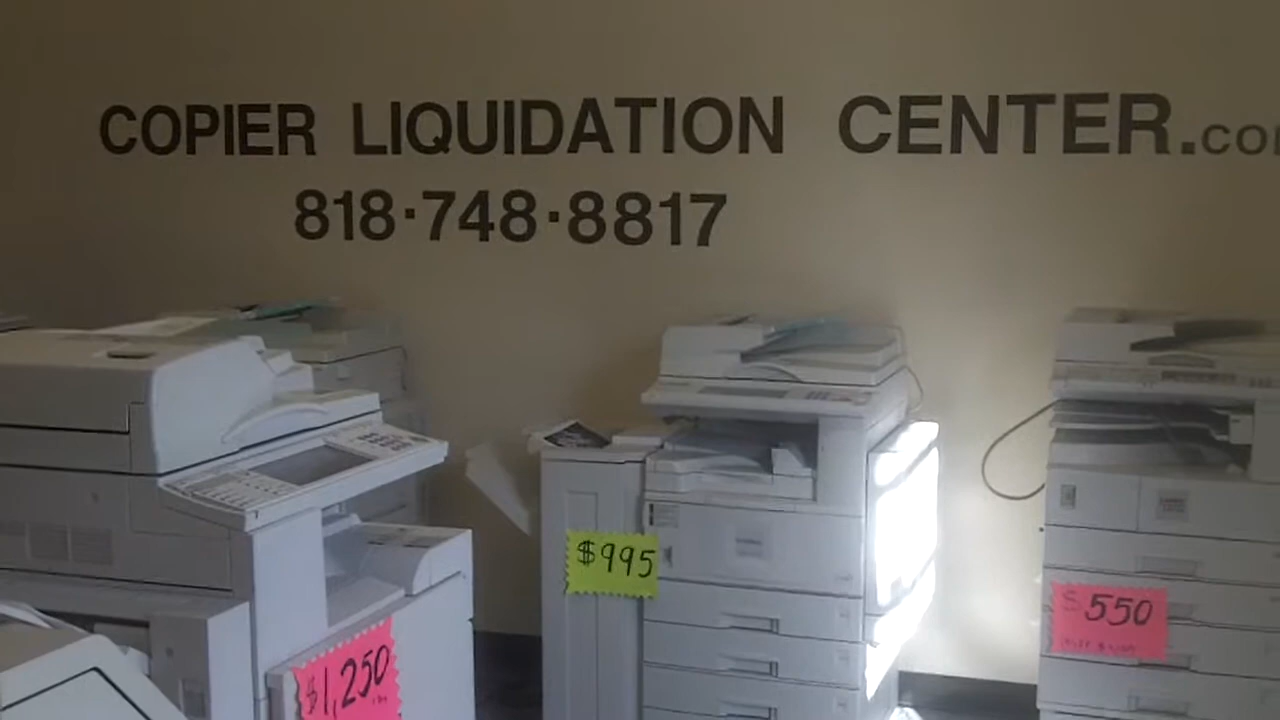 COPIER LIQUIDATION CENTER.CO
818·748·8817
$995
$550
$1,250